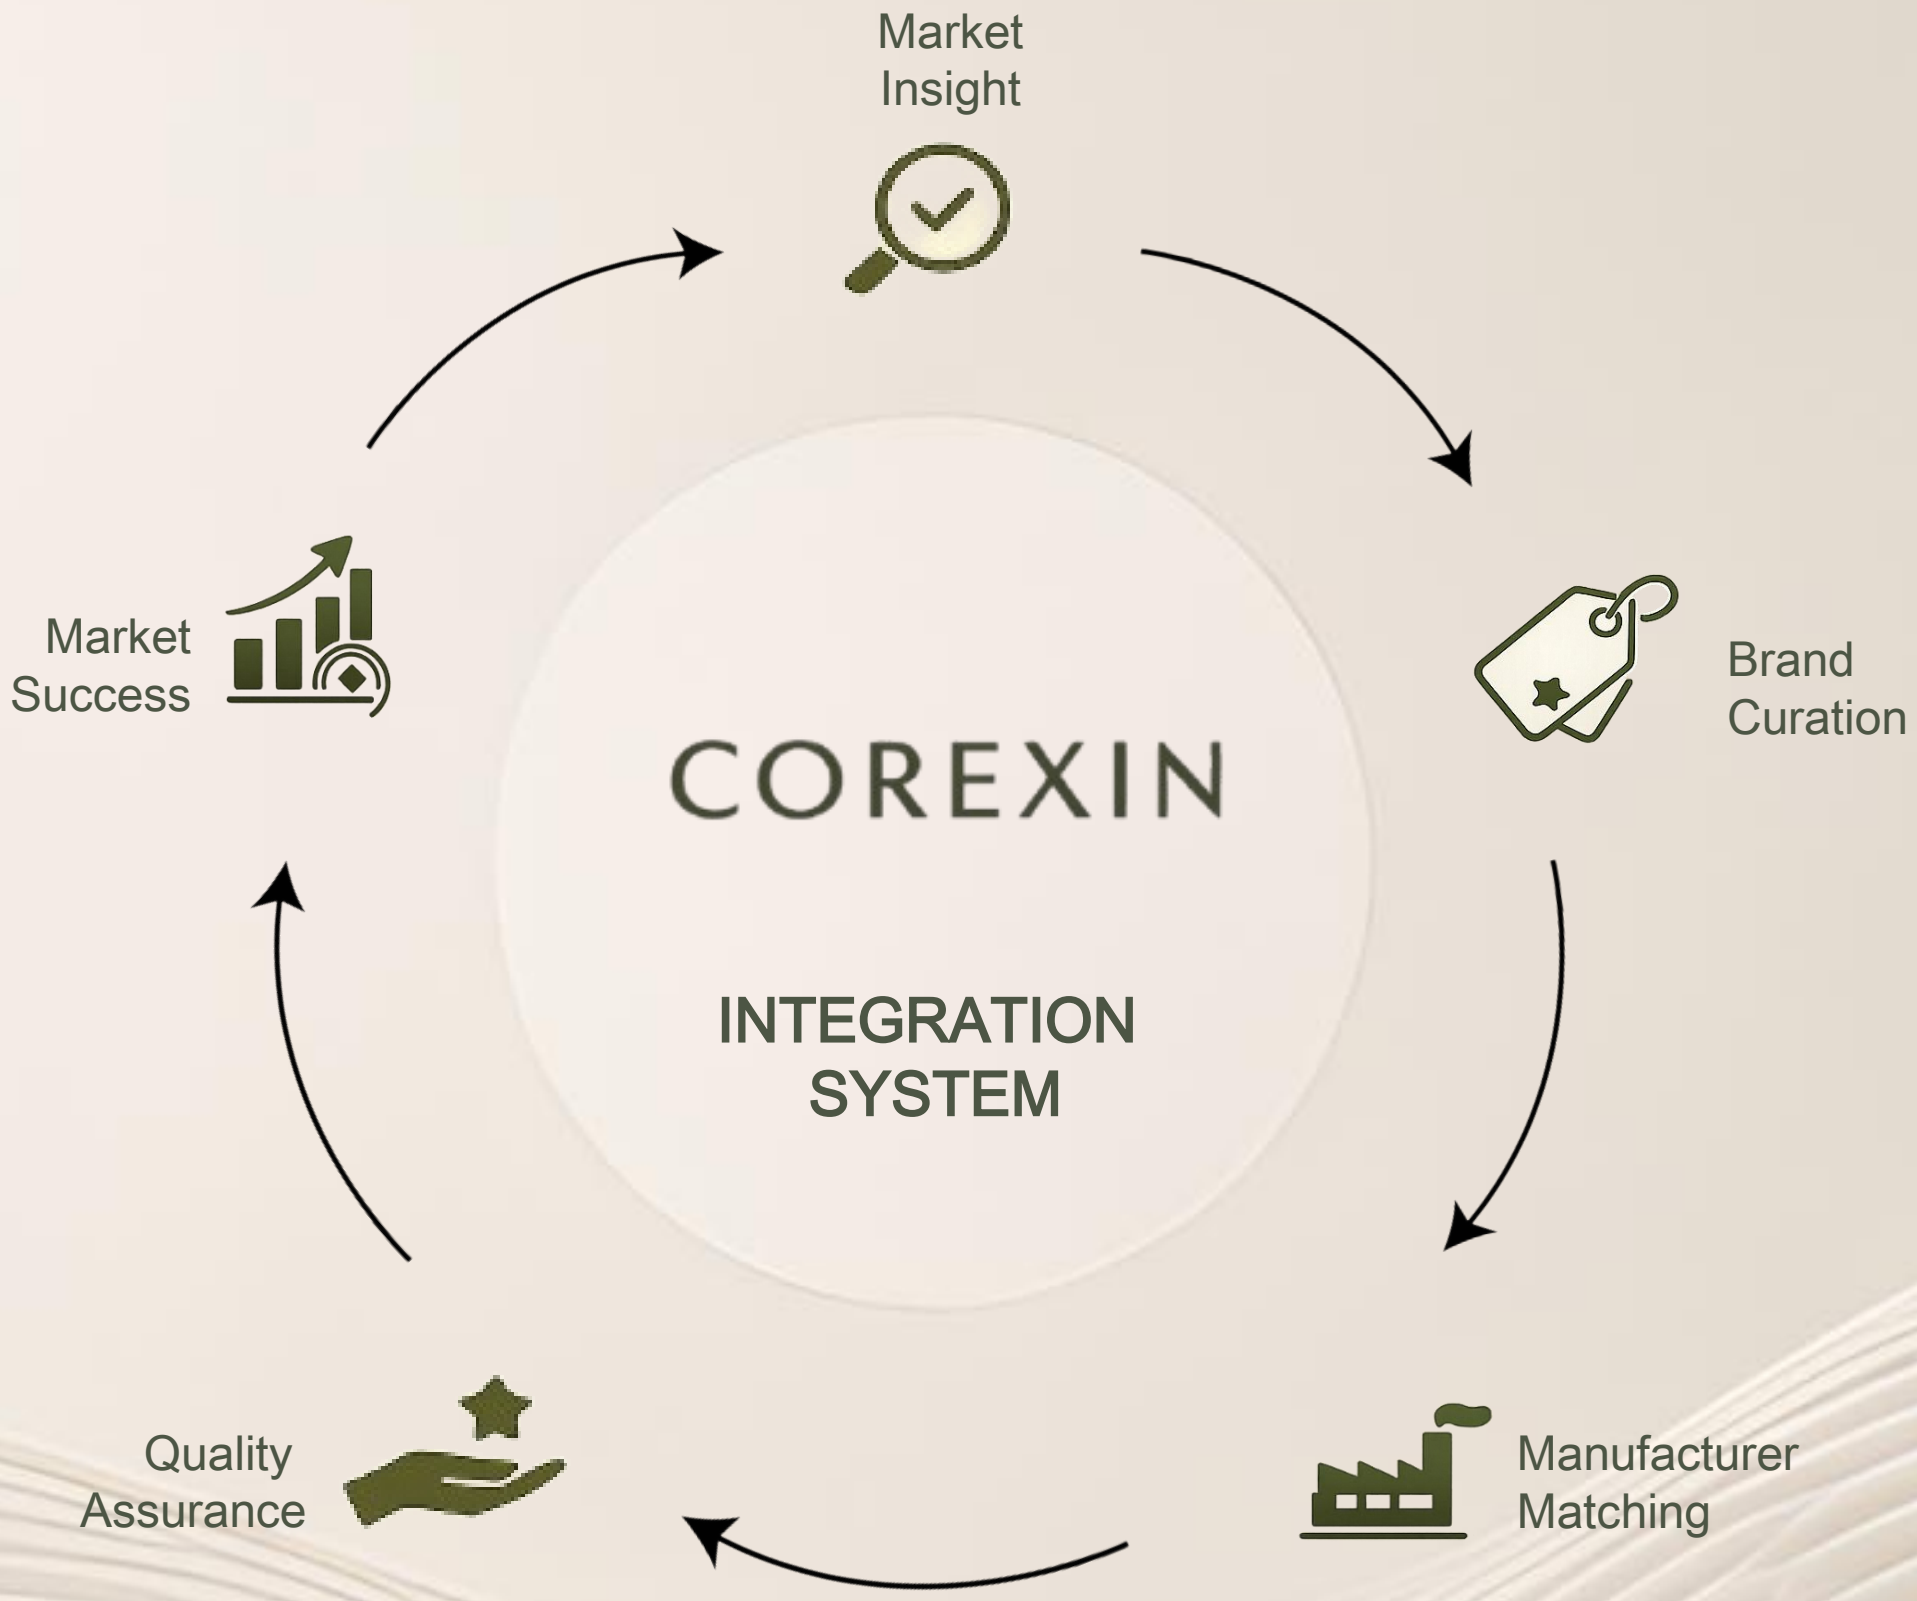 Market
Insight
Brand
Curation
Manufacturer
Matching
Quality
Assurance
Market
Success
COREXIN
INTEGRATION
SYSTEM